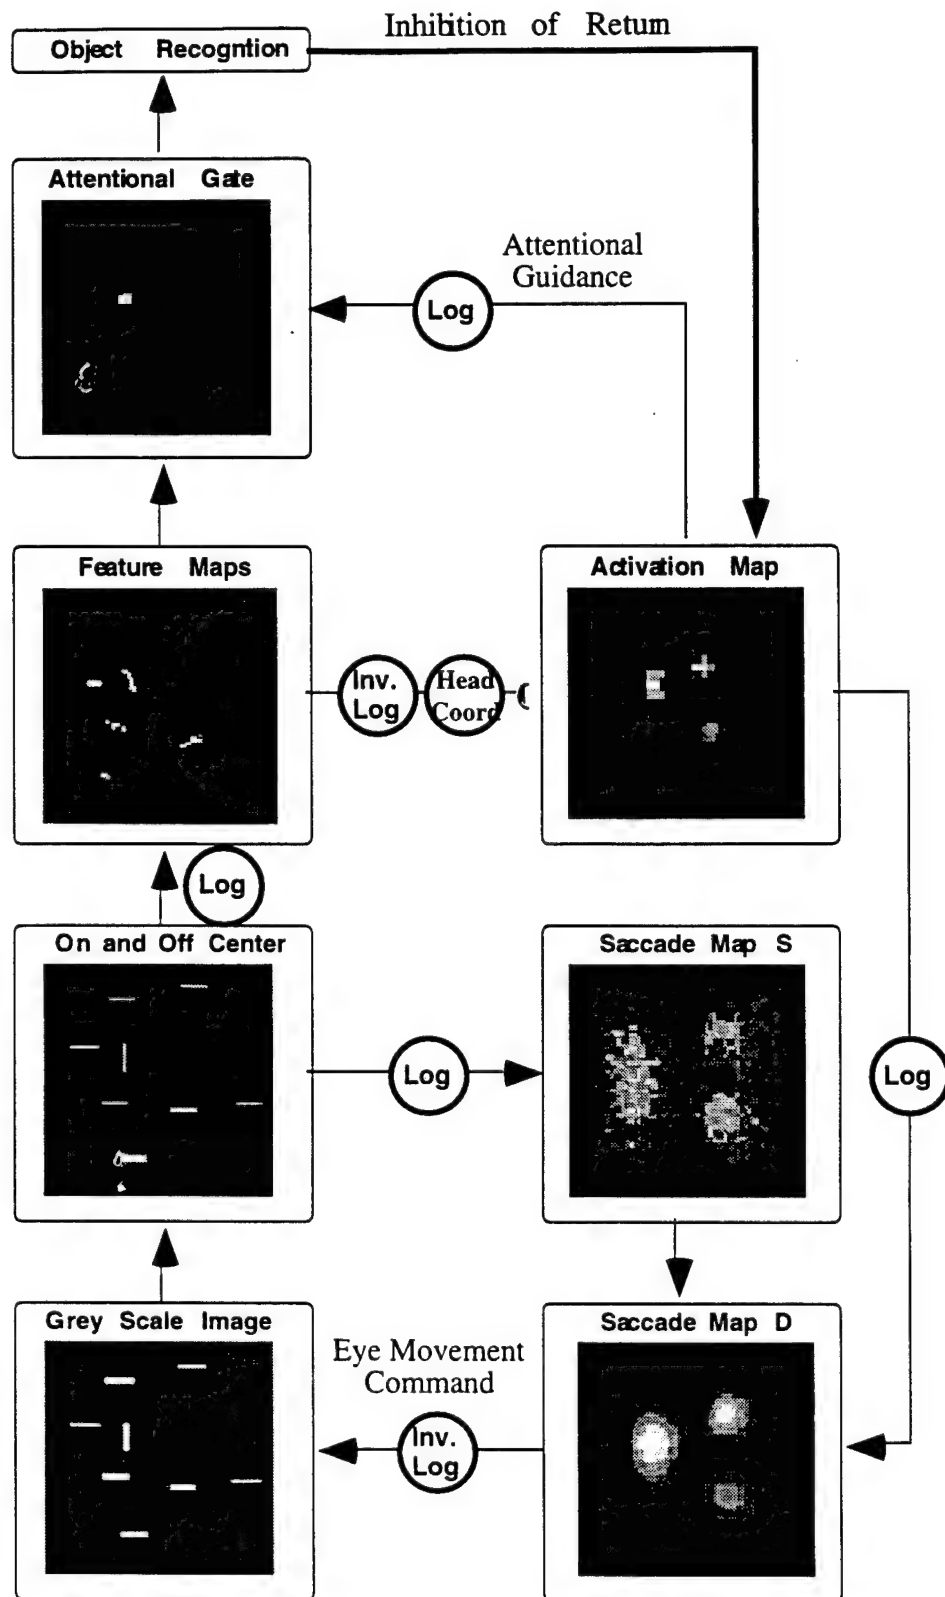 Inhibition of Return
Object Recogntion
Attentional Gate
Attentional
Guidance
Log
Feature Maps
Activation Map
Inv.
Log
Head
Coord
Log
On and Off Center
Saccade Map S
Log
Log
Grey Scale Image
Saccade Map D
Eye Movement
Command
Inv.
Log